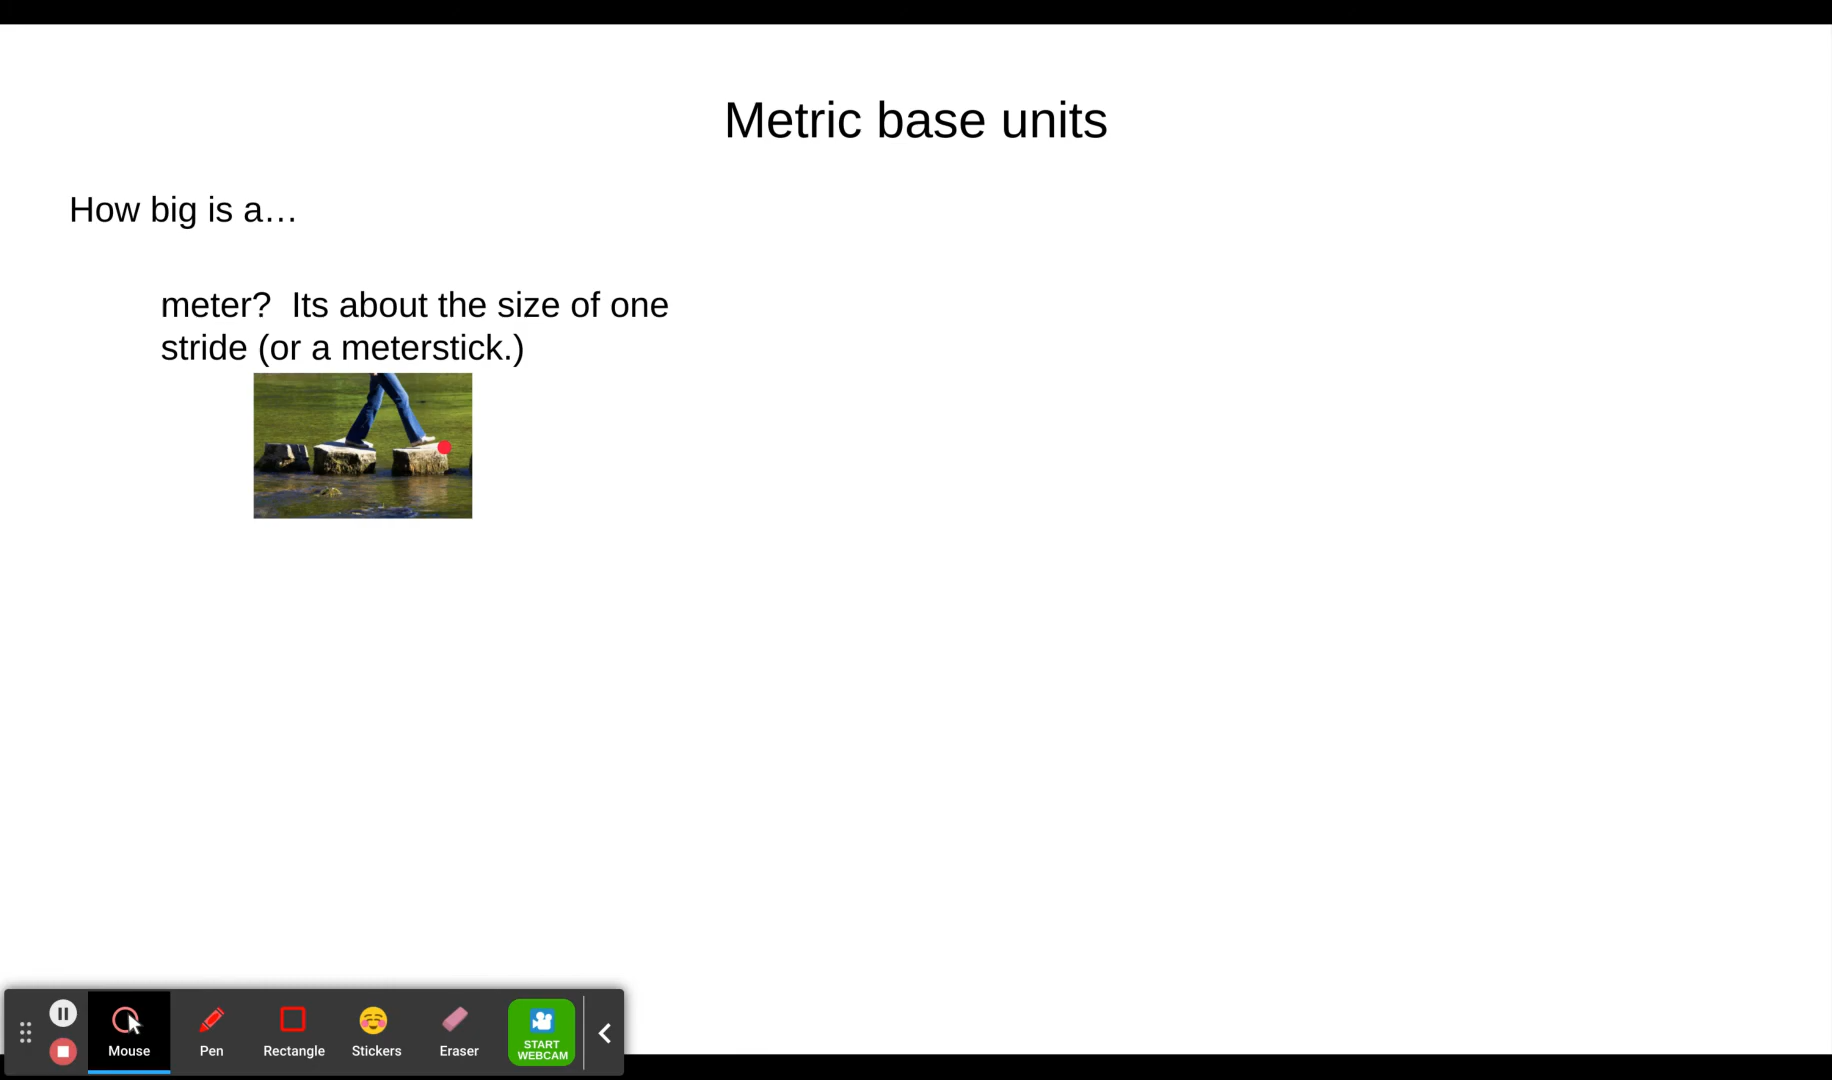 Metric base units
How big is a…
meter?  Its about the size of one
stride (or a meterstick.)
Mouse
Pen
Rectangle
Stickers
Eraser
START
WEBCAM